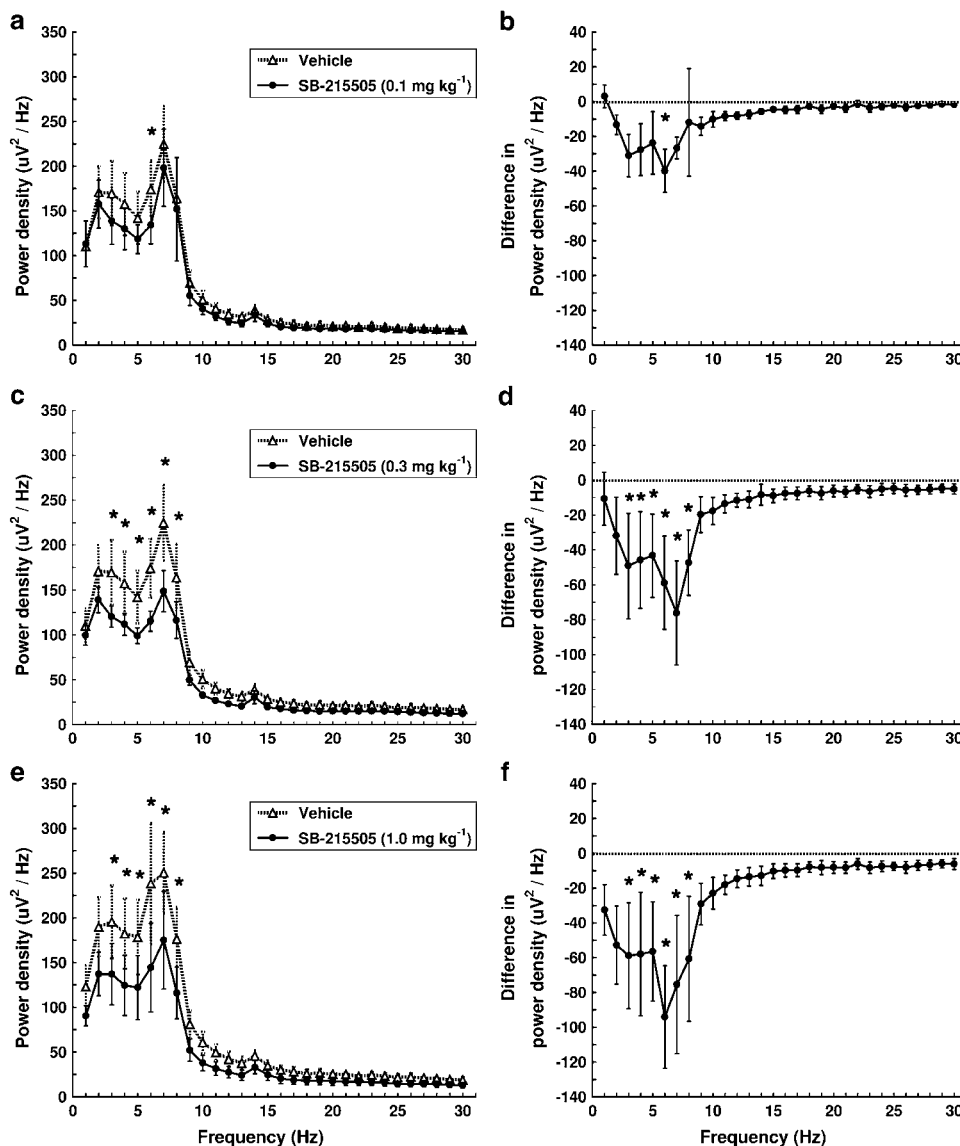 a
Power density (uV² / Hz)
350
300
250
200
150
100
50
0
0 5 10 15 20 25 30
Vehicle
SB-215505 (0.1 mg kg⁻¹)
*
b
Difference in
Power density (uV² / Hz)
40
20
0
-20
-40
-60
-80
-100
-120
-140
0 5 10 15 20 25 30
*
c
Power density (uV² / Hz)
350
300
250
200
150
100
50
0
0 5 10 15 20 25 30
Vehicle
SB-215505 (0.3 mg kg⁻¹)
* * * * * *
d
Difference in
power density (uV² / Hz)
40
20
0
-20
-40
-60
-80
-100
-120
-140
0 5 10 15 20 25 30
* * * * * *
e
Power density (uV² / Hz)
350
300
250
200
150
100
50
0
0 5 10 15 20 25 30
Frequency (Hz)
Vehicle
SB-215505 (1.0 mg kg⁻¹)
* * * * * *
f
Difference in
power density (uV² / Hz)
40
20
0
-20
-40
-60
-80
-100
-120
-140
0 5 10 15 20 25 30
Frequency (Hz)
* * * * * *